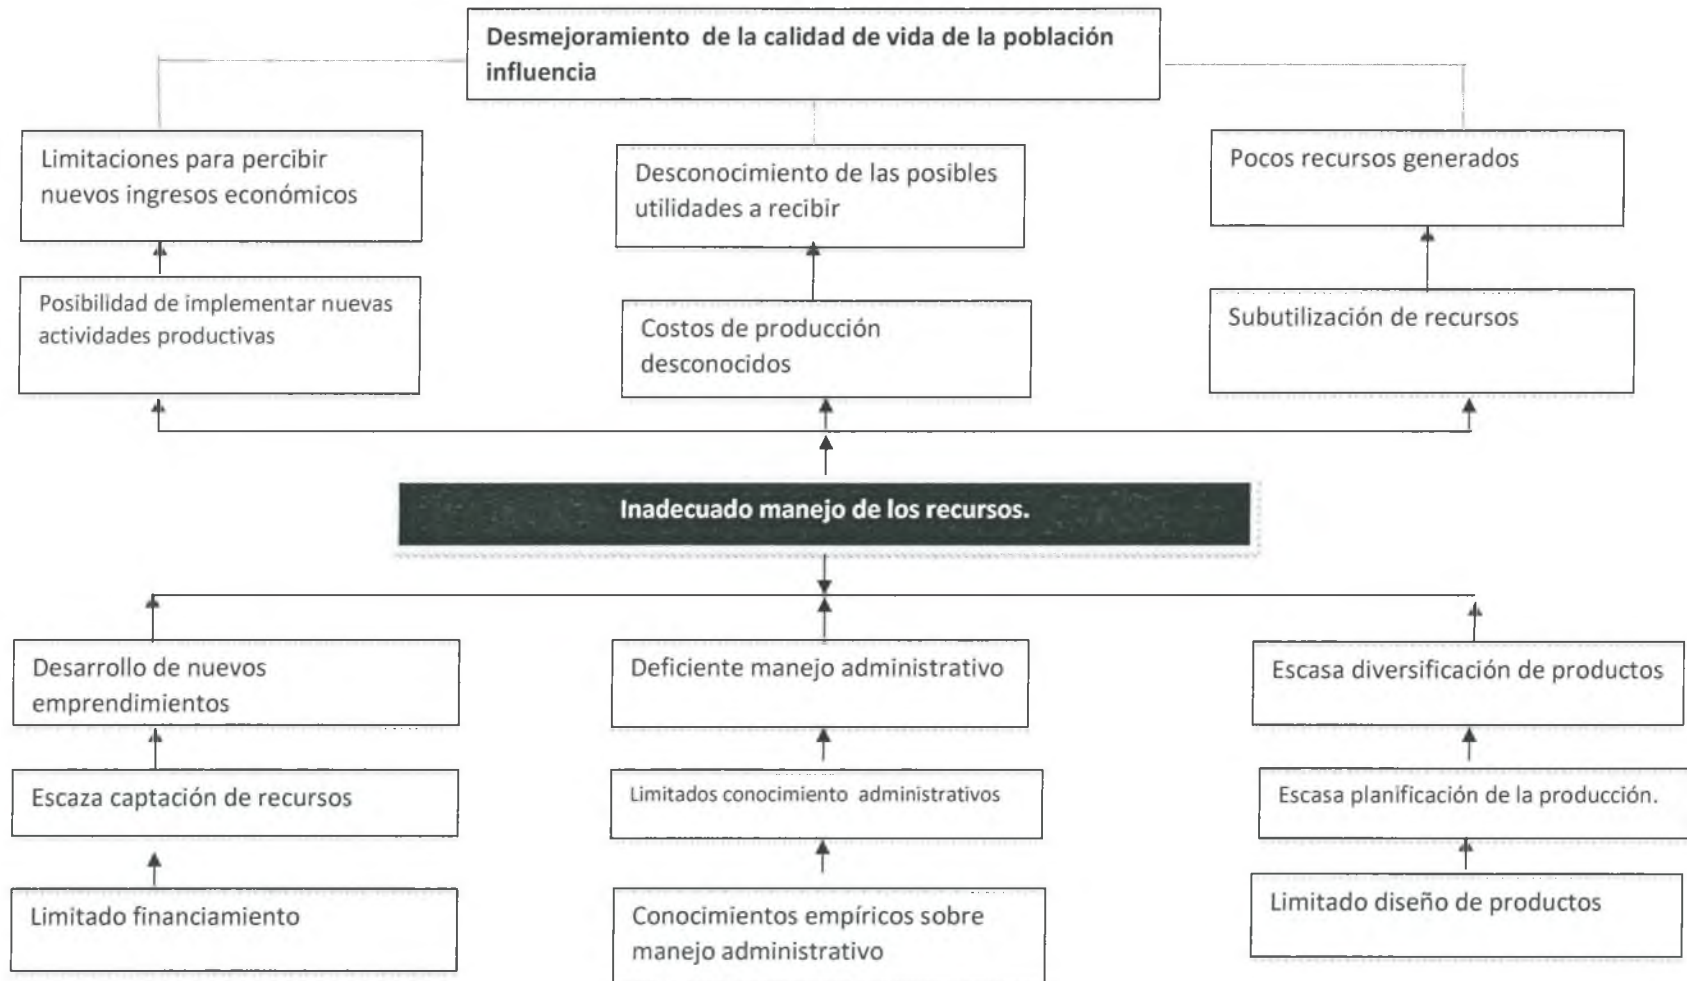 Desmejoramiento de la calidad de vida de la población
influencia
Limitaciones para percibir
nuevos ingresos económicos
Desconocimiento de las posibles
utilidades a recibir
Pocos recursos generados
Posibilidad de implementar nuevas
actividades productivas
Costos de producción
desconocidos
Subutilización de recursos
Inadecuado manejo de los recursos.
Desarrollo de nuevos
emprendimientos
Deficiente manejo administrativo
Escasa diversificación de productos
Escaza captación de recursos
Limitados conocimiento administrativos
Escasa planificación de la producción.
Limitado financiamiento
Conocimientos empíricos sobre
manejo administrativo
Limitado diseño de productos